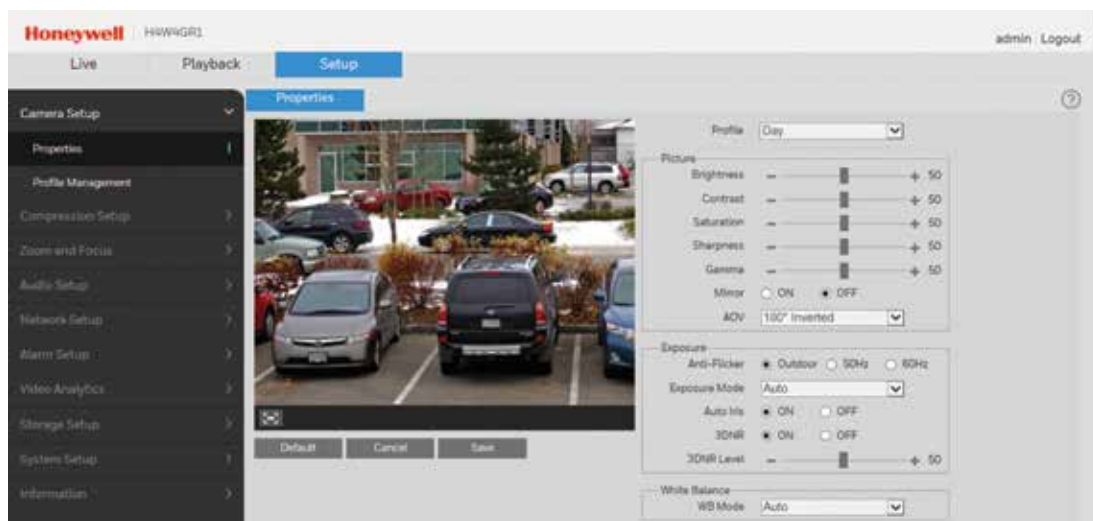 Honeywell H4W4GR1
admin Logout
Live Playback Setup
Camera Setup
Properties
Profile Management
Compression Setup
Zoom and Focus
Audio Setup
Network Setup
Alarm Setup
Video Analytics
Storage Setup
System Setup
Information
Properties
?
Default Cancel Save
Profile Day
Picture
Brightness - + 50
Contrast - + 50
Saturation - + 50
Sharpness - + 50
Gamma - + 50
Mirror ON OFF
AOV 180° Inverted
Exposure
Anti-Flicker Outdoor 50Hz 60Hz
Exposure Mode Auto
Auto Iris ON OFF
3DNR ON OFF
3DNR Level - + 50
White Balance
WB Mode Auto